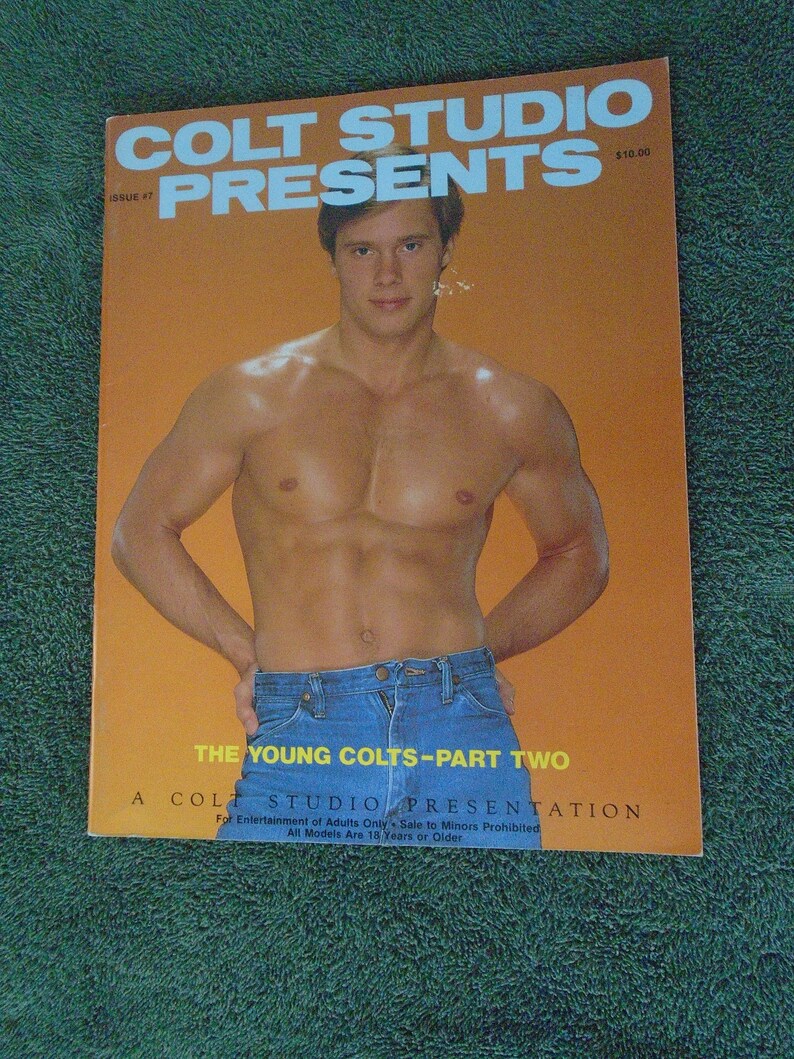 COLT STUDIO
PRESENTS
ISSUE #7
$10.00
THE YOUNG COLTS-PART TWO
A COLT STUDIO PRESENTATION
For Entertainment of Adults Only • Sale to Minors Prohibited
All Models Are 18 Years or Older